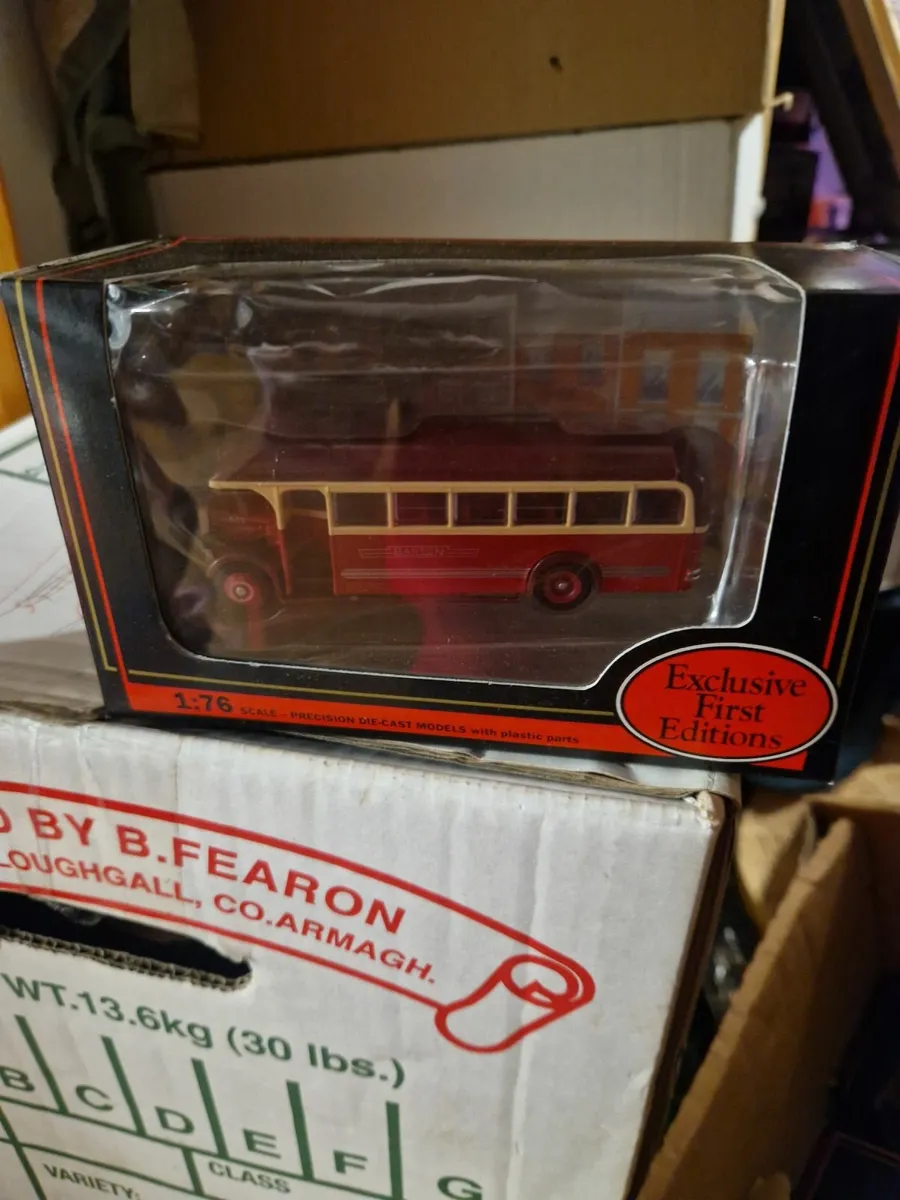 BARTON
1:76 SCALE - PRECISION DIE-CAST MODELS with plastic parts
Exclusive
First
Editions
D BY B.FEARON
LOUGHGALL, CO.ARMAGH.
WT.13.6kg (30 lbs.)
B C D E F G
VARIETY: CLASS